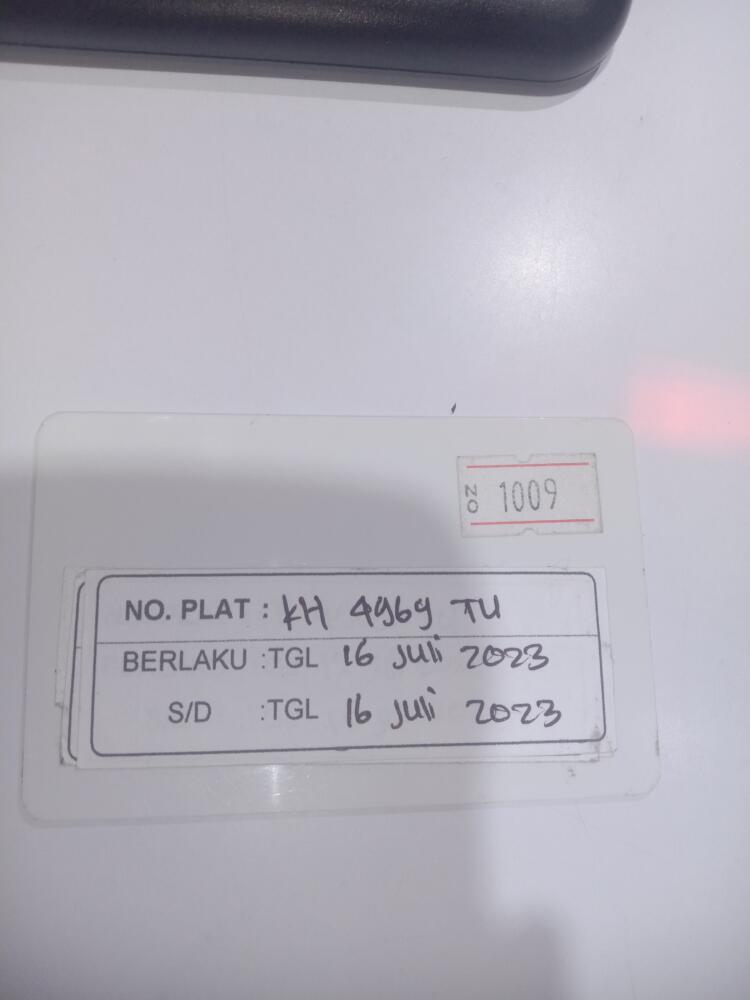 NO 1009
NO. PLAT : KH 4969 TU
BERLAKU :TGL 16 Juli 2023
S/D :TGL 16 Juli 2023